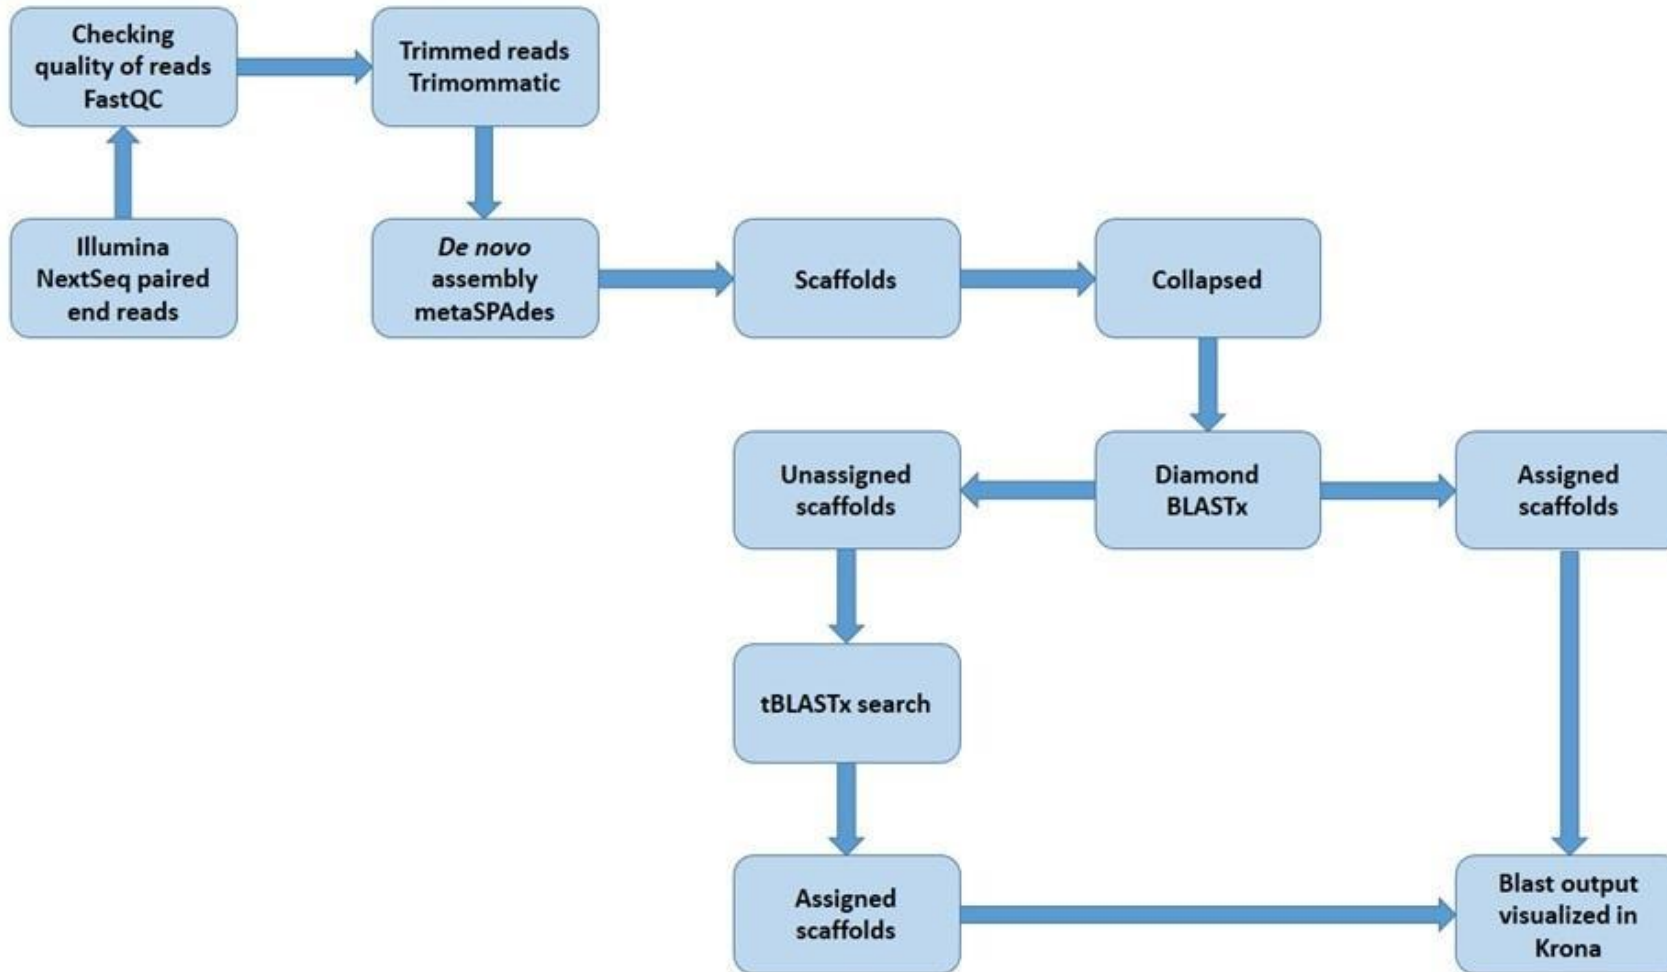 Checking
quality of reads
FastQC
Trimmed reads
Trimommatic
Illumina
NextSeq paired
end reads
De novo
assembly
metaSPAdes
Scaffolds
Collapsed
Unassigned
scaffolds
Diamond
BLASTx
Assigned
scaffolds
tBLASTx search
Assigned
scaffolds
Blast output
visualized in
Krona